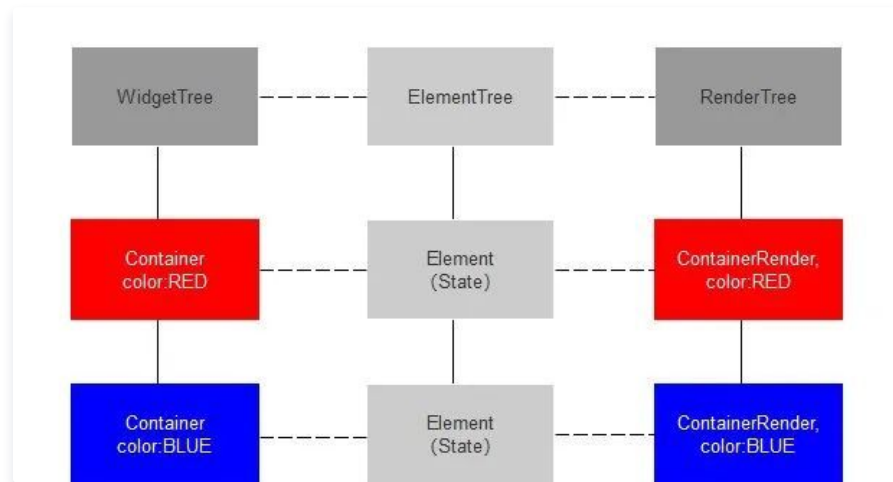 WidgetTree
ElementTree
RenderTree
Container
color:RED
Element
(State)
ContainerRender,
color:RED
Container
color:BLUE
Element
(State)
ContainerRender,
color:BLUE